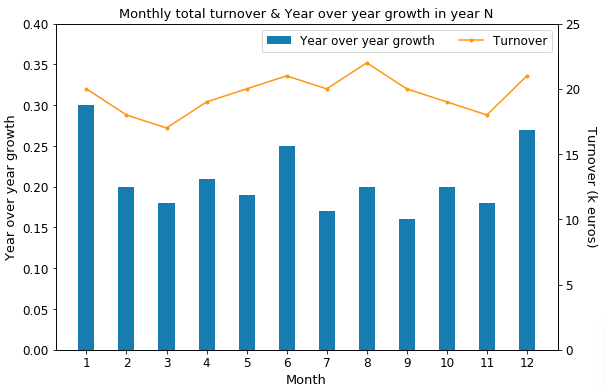 Monthly total turnover & Year over year growth in year N
Year over year growth
Turnover
0.40
0.35
0.30
0.25
0.20
0.15
0.10
0.05
0.00
Year over year growth
25
20
15
10
5
0
Turnover (k euros)
1 2 3 4 5 6 7 8 9 10 11 12
Month